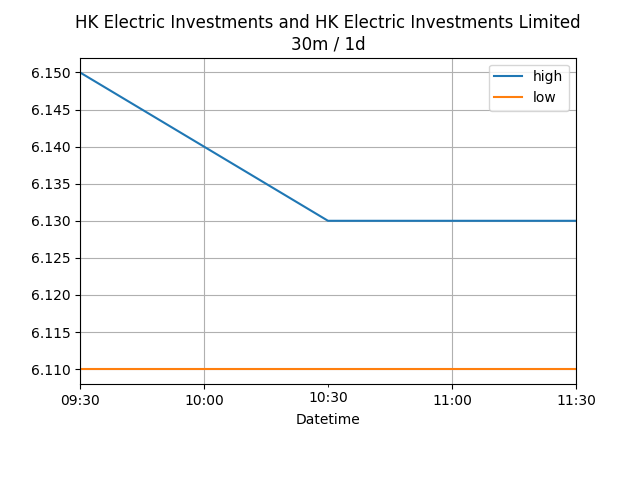 HK Electric Investments and HK Electric Investments Limited
30m / 1d
high
low
6.150
6.145
6.140
6.135
6.130
6.125
6.120
6.115
6.110
09:30
10:00
10:30
11:00
11:30
Datetime